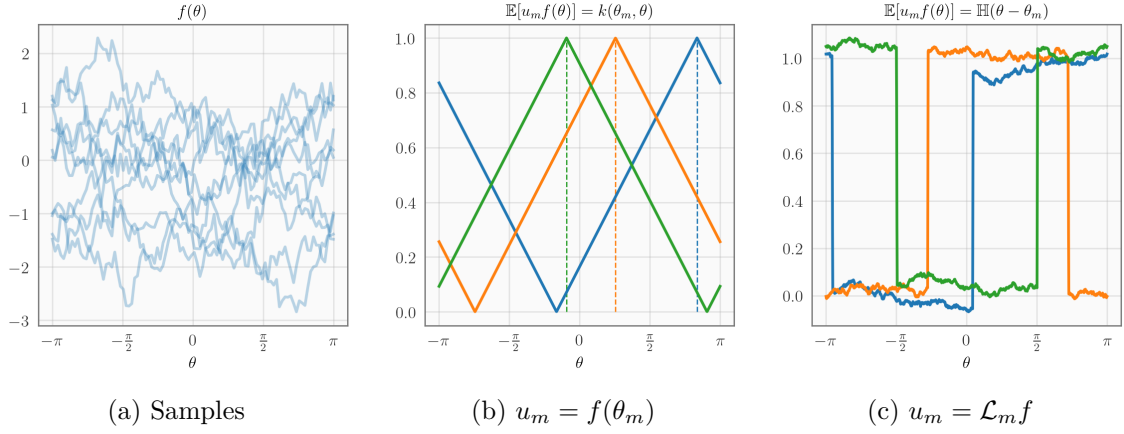 f(θ)
2
1
0
−1
−2
−3
−π
−π/2
0
π/2
π
θ
(a) Samples
𝔼[u_m f(θ)] = k(θ_m, θ)
1.0
0.8
0.6
0.4
0.2
0.0
−π
−π/2
0
π/2
π
θ
(b) u_m = f(θ_m)
𝔼[u_m f(θ)] = ℍ(θ − θ_m)
1.0
0.8
0.6
0.4
0.2
0.0
−π
−π/2
0
π/2
π
θ
(c) u_m = ℒ_m f